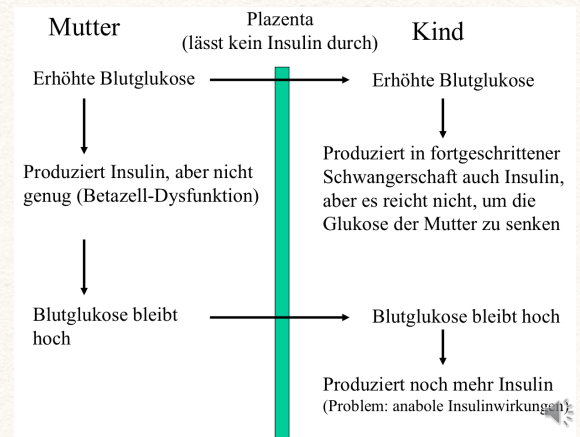 Mutter
Plazenta
(lässt kein Insulin durch)
Kind
Erhöhte Blutglukose
Erhöhte Blutglukose
Produziert Insulin, aber nicht
genug (Betazell-Dysfunktion)
Produziert in fortgeschrittener
Schwangerschaft auch Insulin,
aber es reicht nicht, um die
Glukose der Mutter zu senken
Blutglukose bleibt
hoch
Blutglukose bleibt hoch
Produziert noch mehr Insulin
(Problem: anabole Insulinwirkungen)